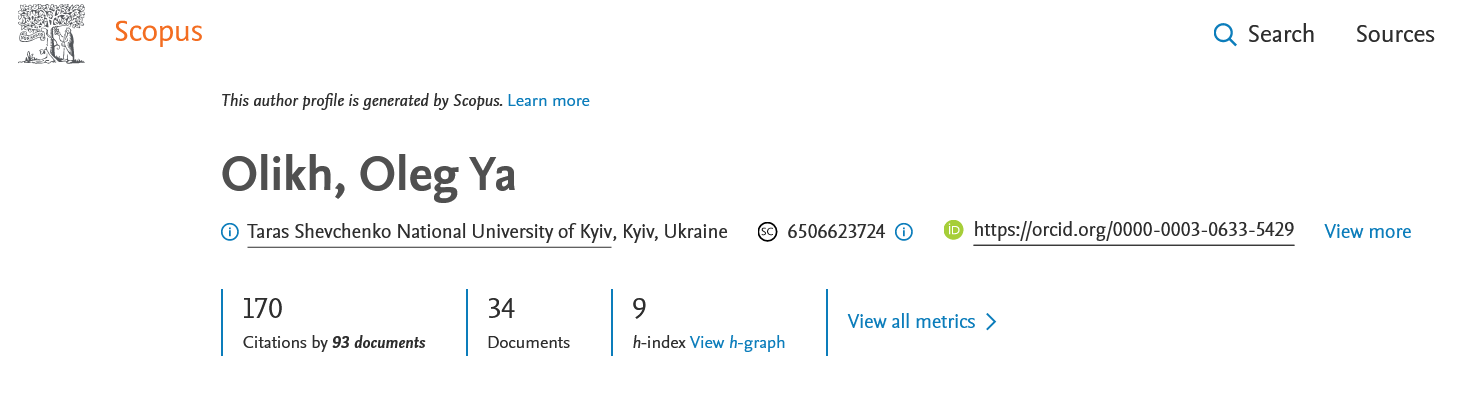 Scopus
Search
Sources
This author profile is generated by Scopus. Learn more
Olikh, Oleg Ya
Taras Shevchenko National University of Kyiv, Kyiv, Ukraine
SC 6506623724
iD https://orcid.org/0000-0003-0633-5429
View more
170
Citations by 93 documents
34
Documents
9
h-index View h-graph
View all metrics